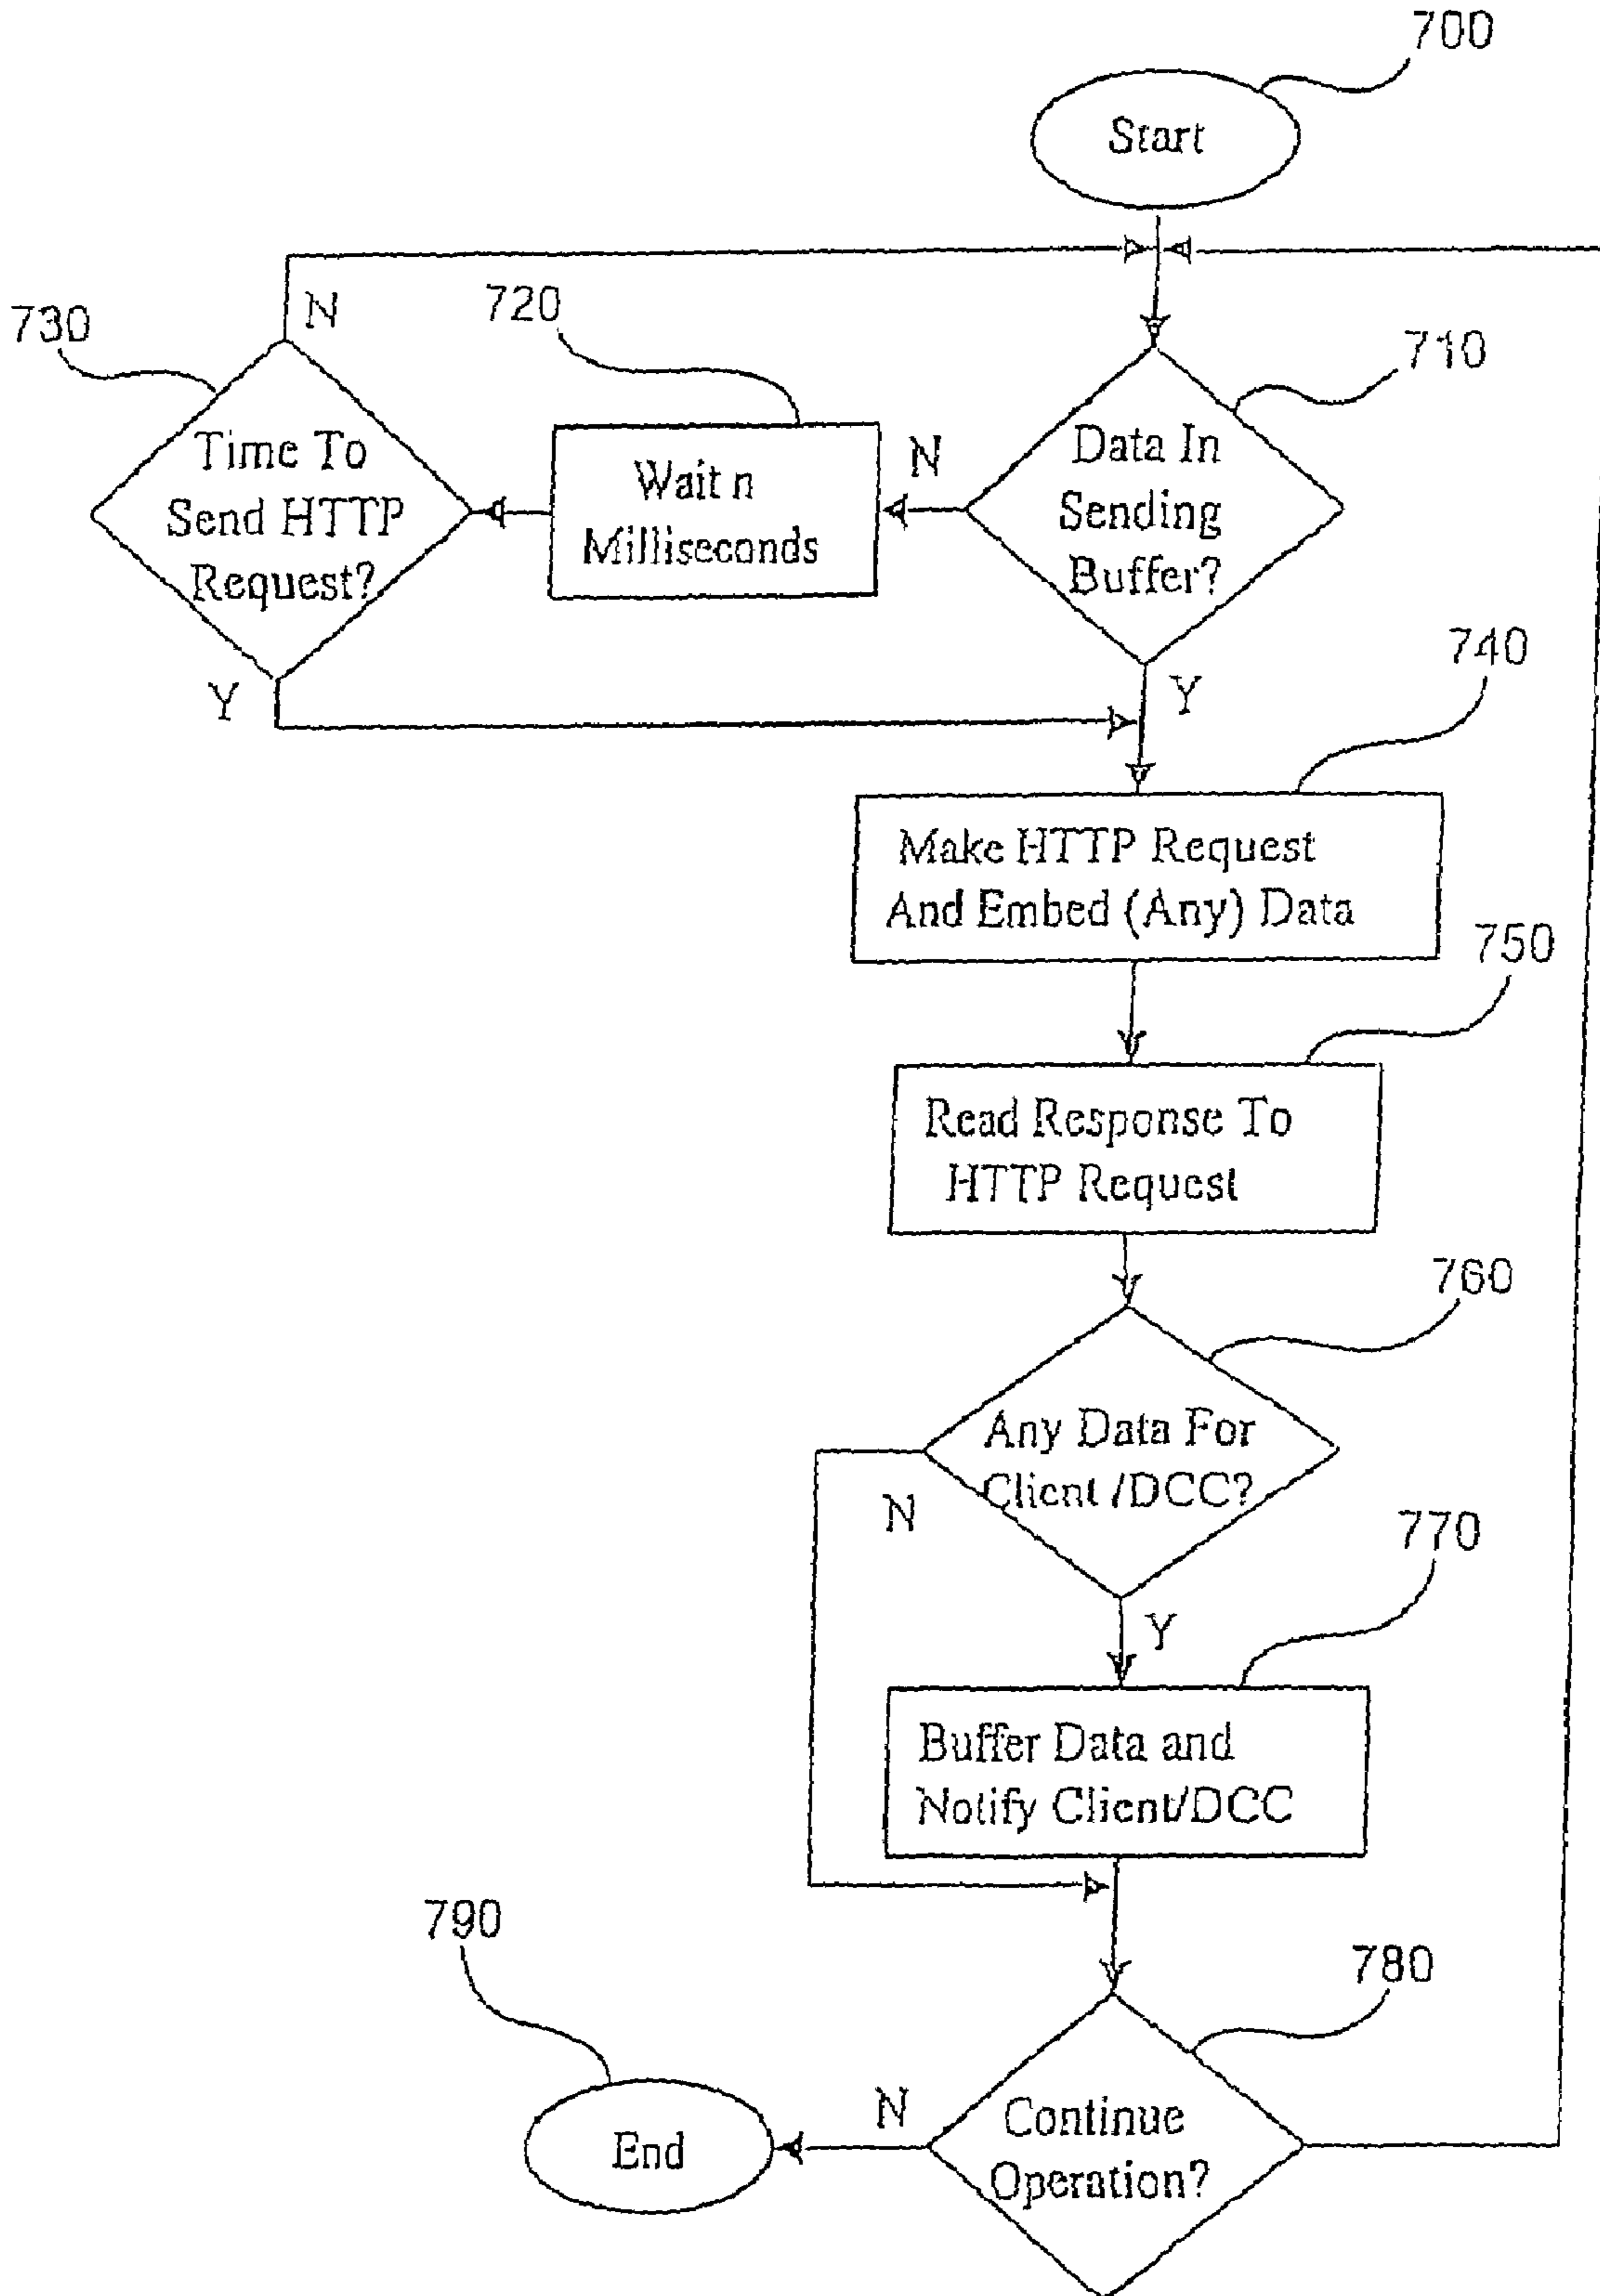 700
Start
N
730
720
710
Time To
Send HTTP
Request?
Wait n
Milliseconds
N
Data In
Sending
Buffer?
Y
Y
740
Make HTTP Request
And Embed (Any) Data
750
Read Response To
HTTP Request
760
Any Data For
Client /DCC?
N
770
Y
Buffer Data and
Notify Client/DCC
790
780
N
End
Continue
Operation?